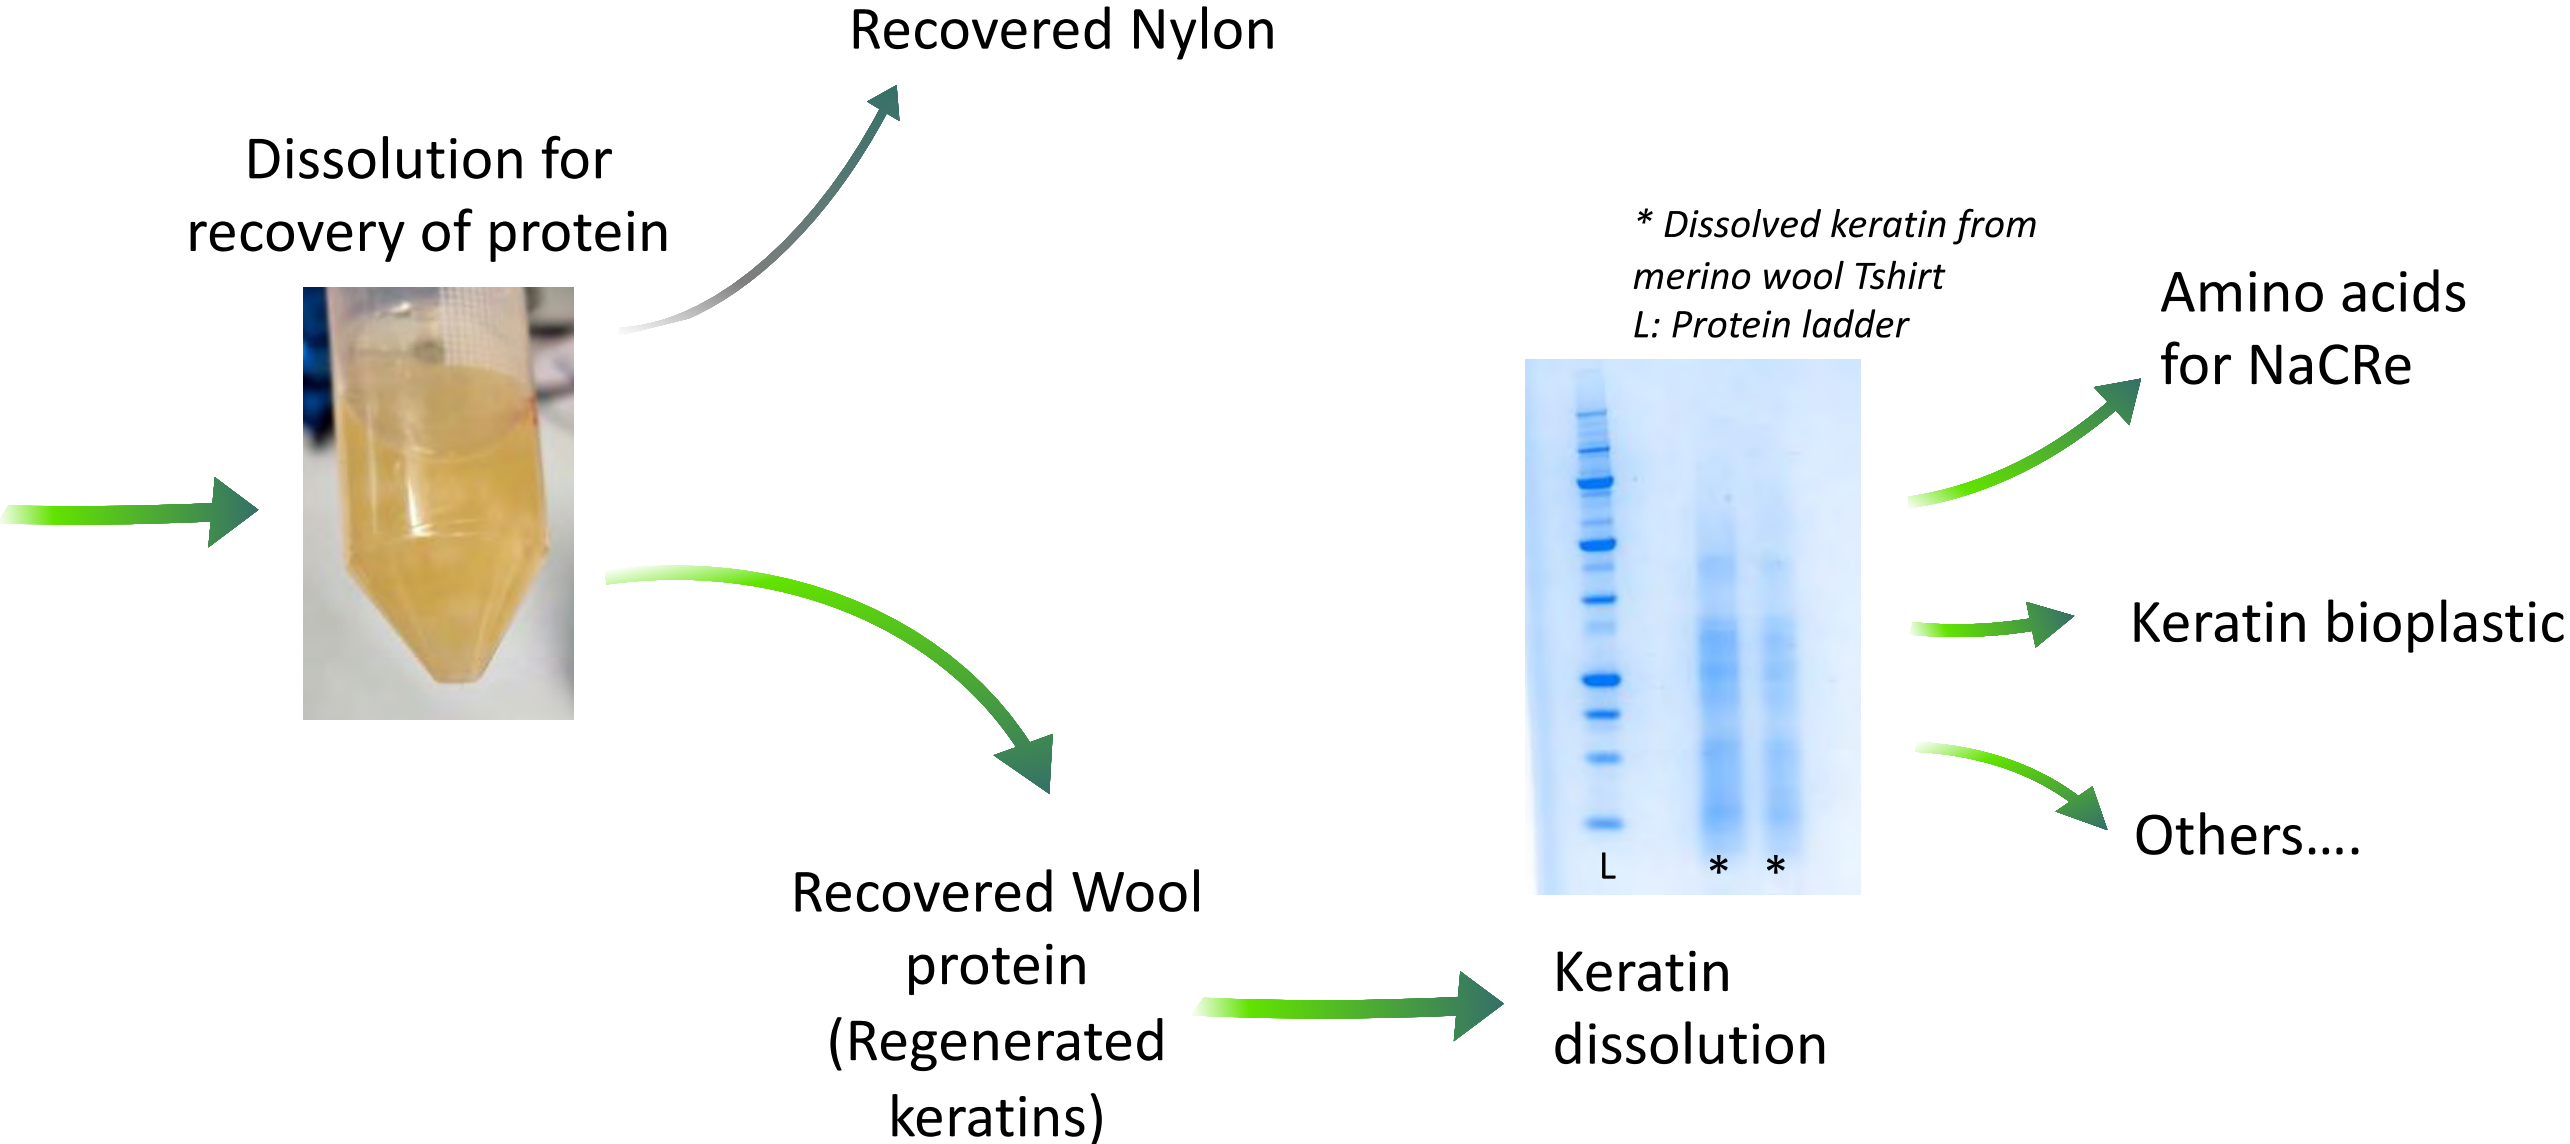 Recovered Nylon
Dissolution for
recovery of protein
* Dissolved keratin from
merino wool Tshirt
L: Protein ladder
Amino acids
for NaCRe
Keratin bioplastic
Others....
L * *
Recovered Wool
protein
(Regenerated
keratins)
Keratin
dissolution